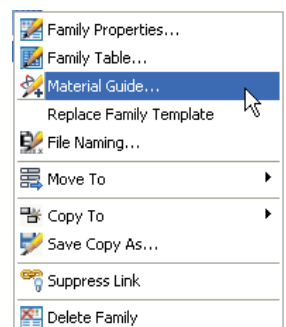 Family Properties...
Family Table...
Material Guide...
Replace Family Template
File Naming...
Move To
Copy To
Save Copy As...
Suppress Link
Delete Family